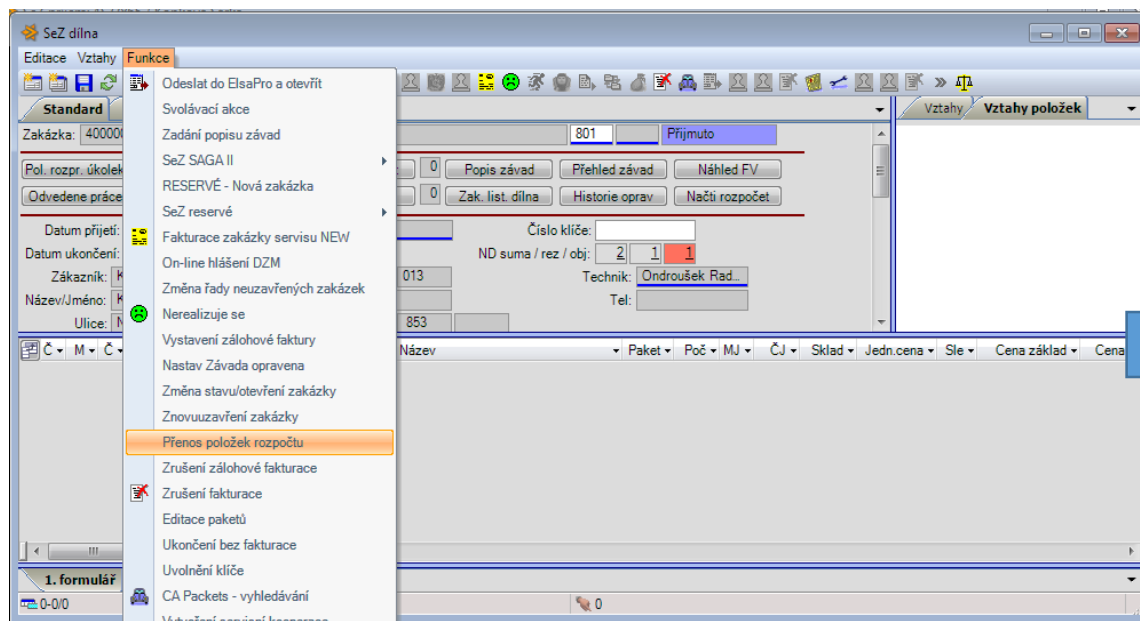 SeZ dílna
Editace Vztahy Funkce
Standard
Vztahy Vztahy položek
Zakázka: 801 Přijmuto
Pol. rozpr. úkolek 0 Popis závad Přehled závad Náhled FV
Odvedene práce 0 Zak. list. dílna Historie oprav Načti rozpočet
Datum přijetí: Číslo klíče:
Datum ukončení: ND suma / rez / obj: 2 1 1
Zákazník: 013 Technik: Ondroušek Rad...
Název/Jméno: Tel:
Ulice: 853
Č M Č Název Paket Poč MJ ČJ Sklad Jedn.cena Sle Cena základ Cena
Odeslat do ElsaPro a otevřít
Svolávací akce
Zadání popisu závad
SeZ SAGA II
RESERVÉ - Nová zakázka
SeZ reservé
Fakturace zakázky servisu NEW
On-line hlášení DZM
Změna řady neuzavřených zakázek
Nerealizuje se
Vystavení zálohové faktury
Nastav Závada opravena
Změna stavu/otevření zakázky
Znovuuzavření zakázky
Přenos položek rozpočtu
Zrušení zálohové fakturace
Zrušení fakturace
Editace paketů
Ukončení bez fakturace
Uvolnění klíče
CA Packets - vyhledávání
1. formulář
0-0/0 0